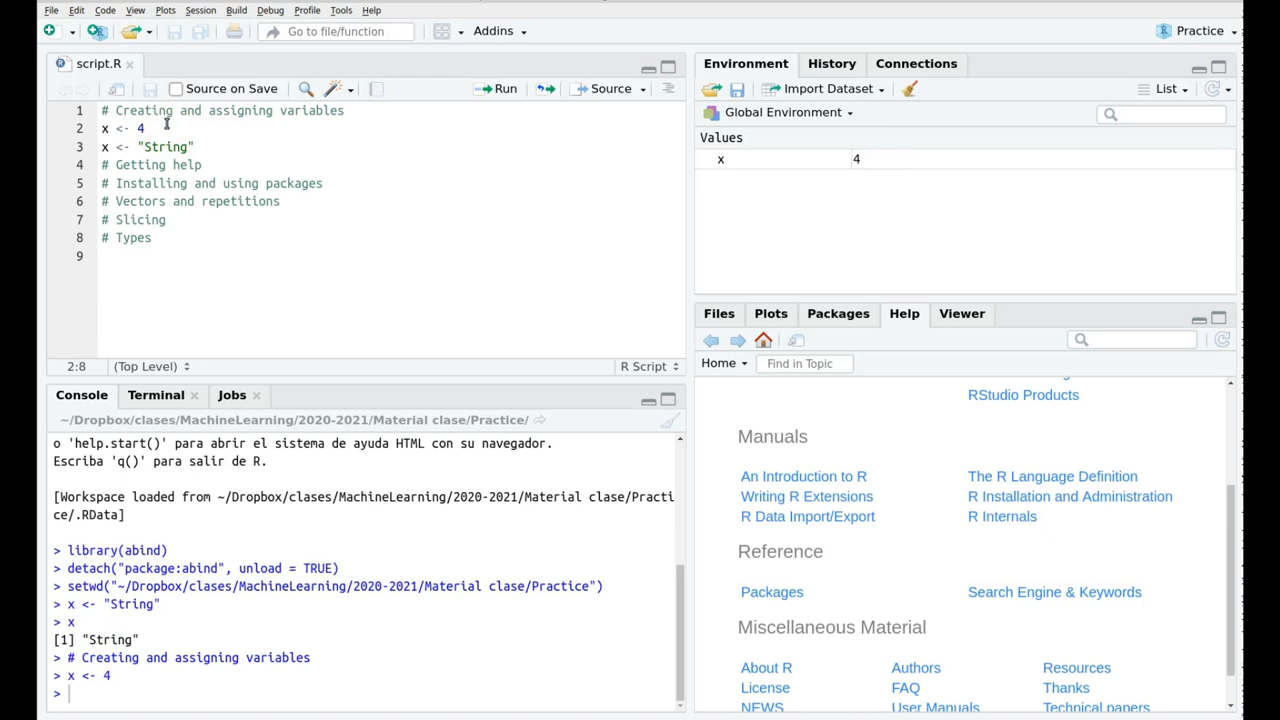 File Edit Code View Plots Session Build Debug Profile Tools Help
Go to file/function Addins Practice
script.R
Source on Save Run Source
1 # Creating and assigning variables
2 x <- 4
3 x <- "String"
4 # Getting help
5 # Installing and using packages
6 # Vectors and repetitions
7 # Slicing
8 # Types
9
2:8 (Top Level) R Script
Console Terminal Jobs
~/Dropbox/clases/MachineLearning/2020-2021/Material clase/Practice/
o 'help.start()' para abrir el sistema de ayuda HTML con su navegador.
Escriba 'q()' para salir de R.
[Workspace loaded from ~/Dropbox/clases/MachineLearning/2020-2021/Material clase/Practi
ce/.RData]
> library(abind)
> detach("package:abind", unload = TRUE)
> setwd("~/Dropbox/clases/MachineLearning/2020-2021/Material clase/Practice")
> x <- "String"
> x
[1] "String"
> # Creating and assigning variables
> x <- 4
>
Environment History Connections
Import Dataset List
Global Environment
Values
x 4
Files Plots Packages Help Viewer
Home Find in Topic
RStudio Products
Manuals
An Introduction to R The R Language Definition
Writing R Extensions R Installation and Administration
R Data Import/Export R Internals
Reference
Packages Search Engine & Keywords
Miscellaneous Material
About R Authors Resources
License FAQ Thanks
NEWS User Manuals Technical papers